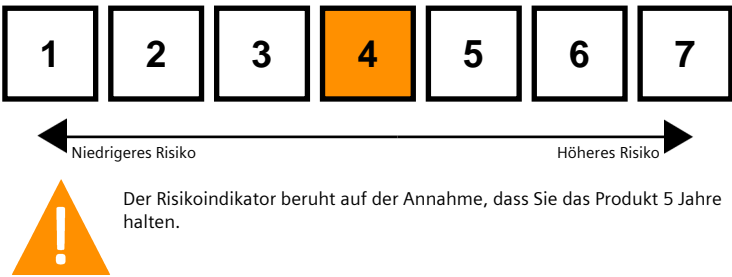 1 2 3 4 5 6 7
Niedrigeres Risiko Höheres Risiko
Der Risikoindikator beruht auf der Annahme, dass Sie das Produkt 5 Jahre
halten.